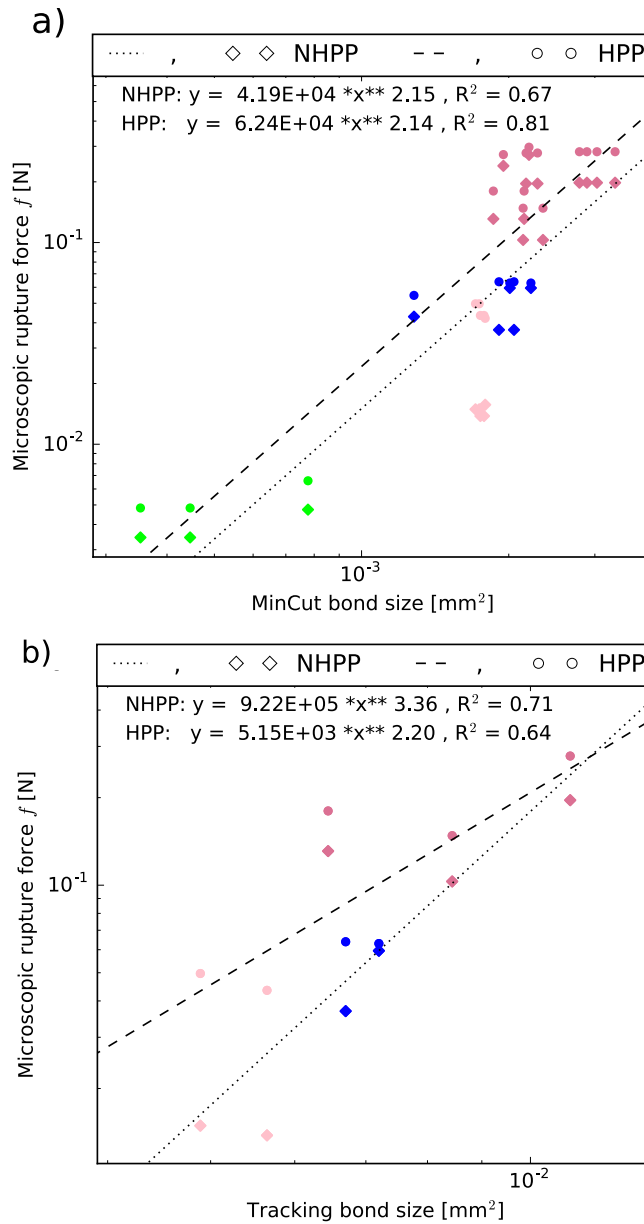 a)
, NHPP , HPP
NHPP: y = 4.19E+04 *x** 2.15 , R² = 0.67
HPP: y = 6.24E+04 *x** 2.14 , R² = 0.81
Microscopic rupture force f [N]
10⁻¹
10⁻²
10⁻³
MinCut bond size [mm²]
b)
, NHPP , HPP
NHPP: y = 9.22E+05 *x** 3.36 , R² = 0.71
HPP: y = 5.15E+03 *x** 2.20 , R² = 0.64
Microscopic rupture force f [N]
10⁻¹
10⁻²
Tracking bond size [mm²]